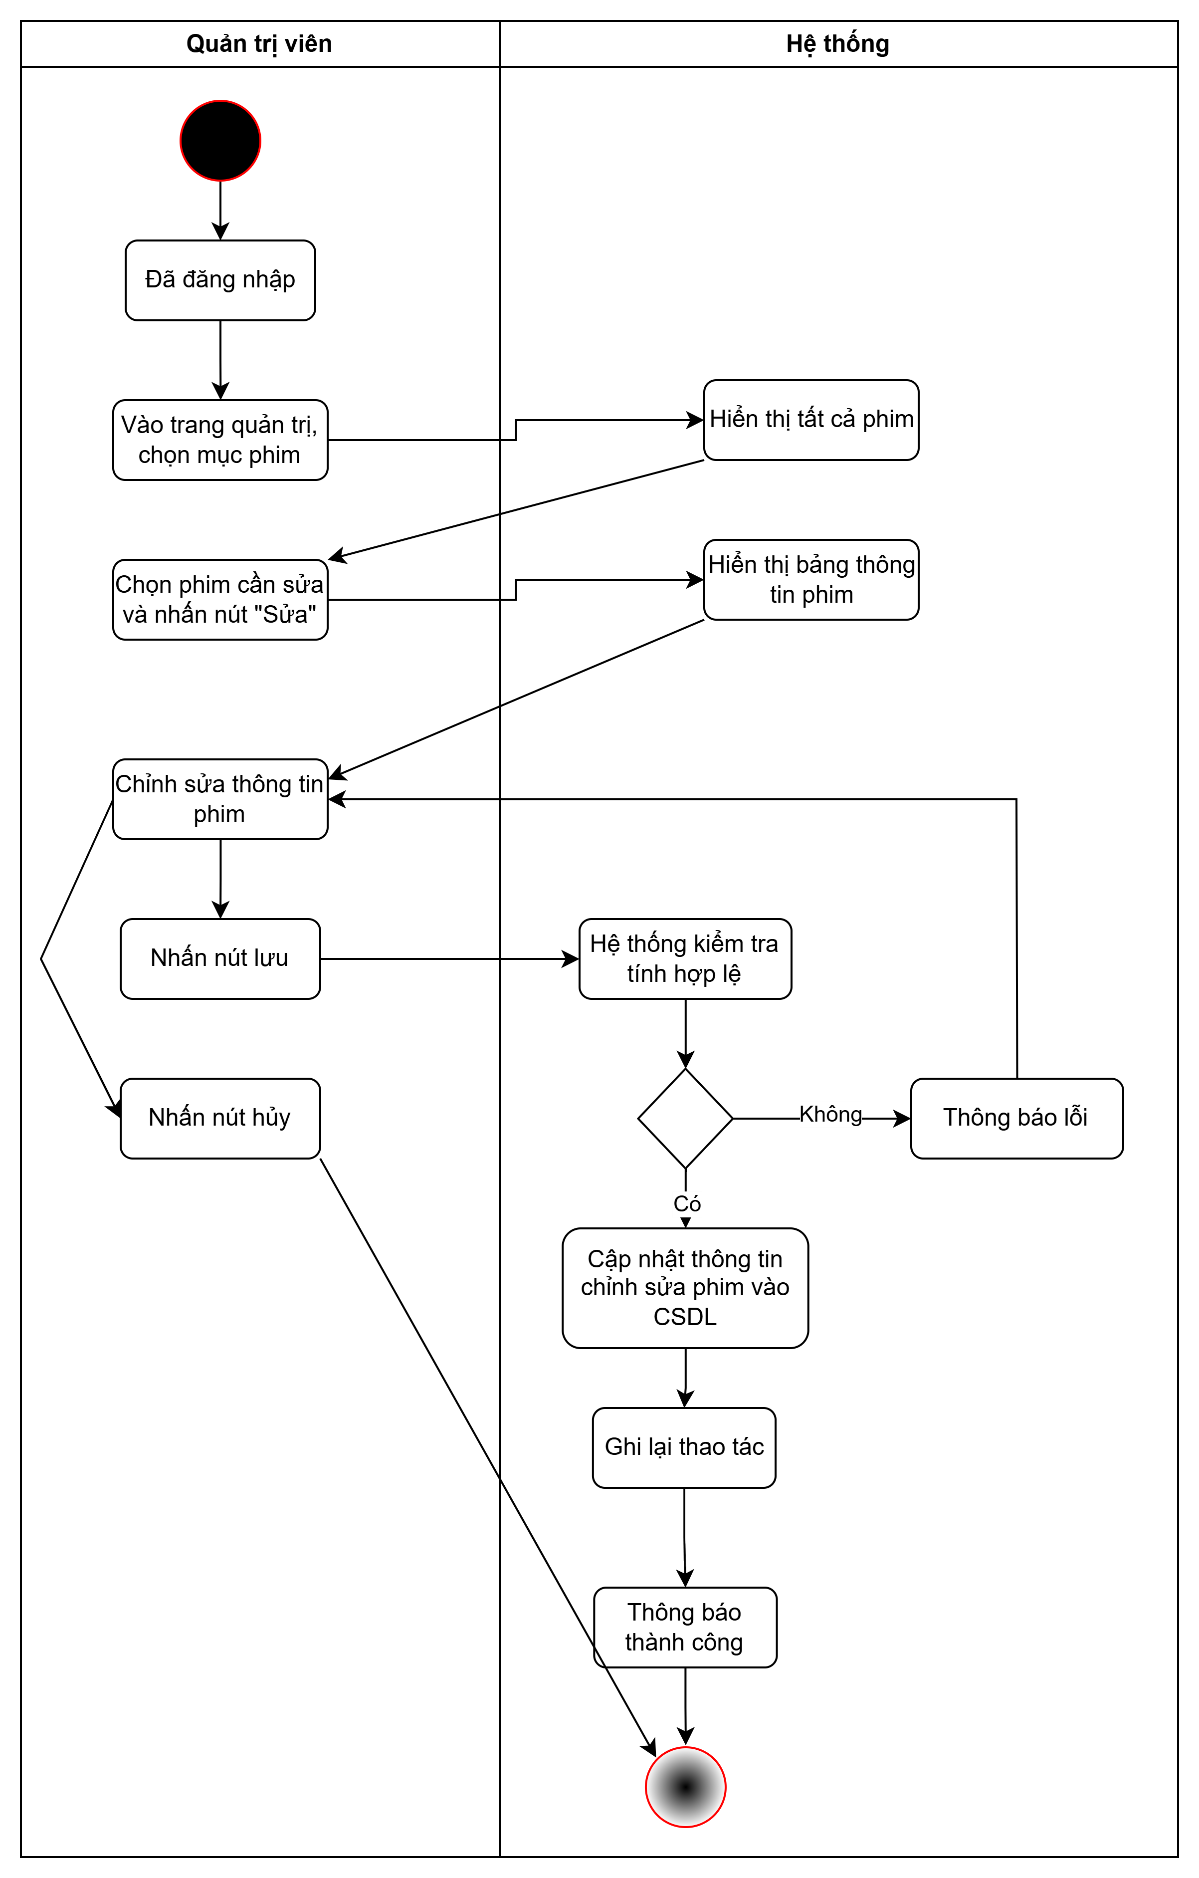 Quản trị viên
Hệ thống
Đã đăng nhập
Vào trang quản trị,
chọn mục phim
Hiển thị tất cả phim
Chọn phim cần sửa
và nhấn nút "Sửa"
Hiển thị bảng thông
tin phim
Chỉnh sửa thông tin
phim
Nhấn nút lưu
Hệ thống kiểm tra
tính hợp lệ
Nhấn nút hủy
Không
Thông báo lỗi
Có
Cập nhật thông tin
chỉnh sửa phim vào
CSDL
Ghi lại thao tác
Thông báo
thành công